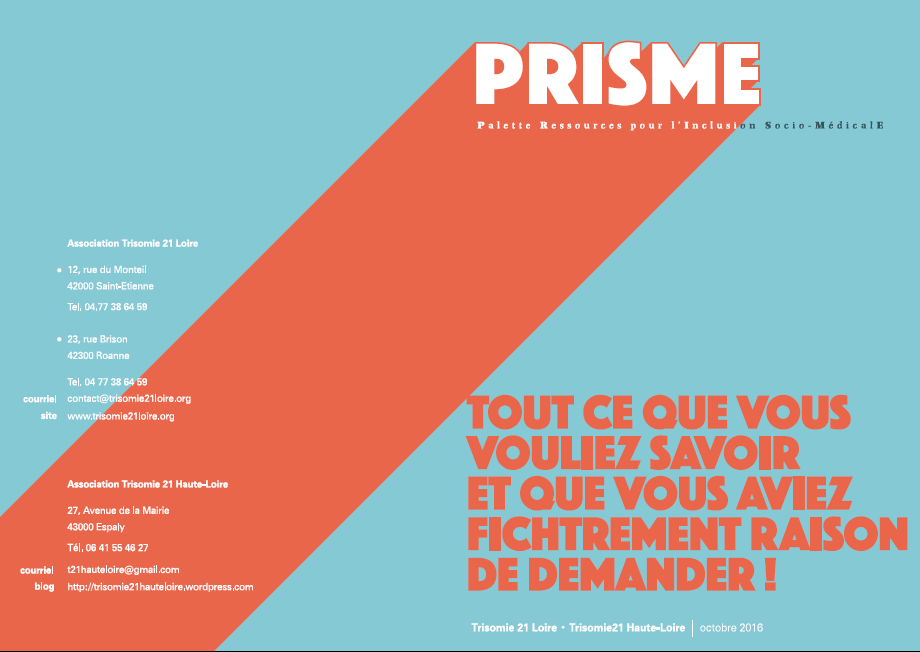 PRISME
Palette Ressources pour l'Inclusion Socio-MédicalE
Association Trisomie 21 Loire
• 12, rue du Monteil
42000 Saint-Etienne
Tel. 04.77 38 64 59
• 23, rue Brison
42300 Roanne
Tel. 04 77 38 64 59
courriel contact@trisomie21loire.org
site www.trisomie21loire.org
Association Trisomie 21 Haute-Loire
27, Avenue de la Mairie
43000 Espaly
Tél. 06 41 55 46 27
courriel t21hauteloire@gmail.com
blog http://trisomie21hauteloire.wordpress.com
TOUT CE QUE VOUS
VOULIEZ SAVOIR
ET QUE VOUS AVIEZ
FICHTREMENT RAISON
DE DEMANDER !
Trisomie 21 Loire • Trisomie21 Haute-Loire | octobre 2016